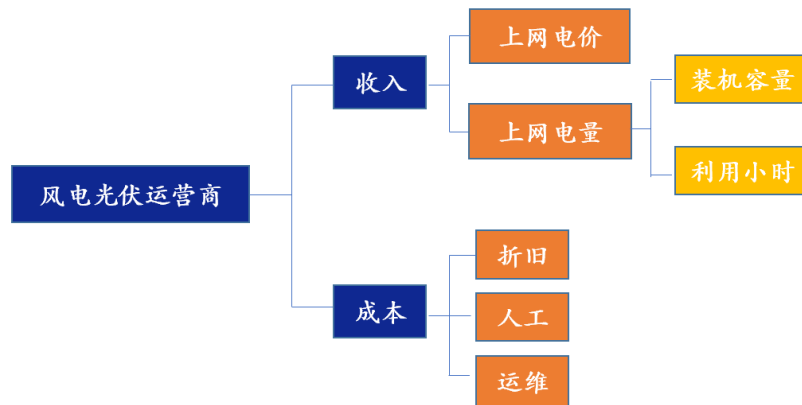 风电光伏运营商
收入
上网电价
上网电量
装机容量
利用小时
成本
折旧
人工
运维